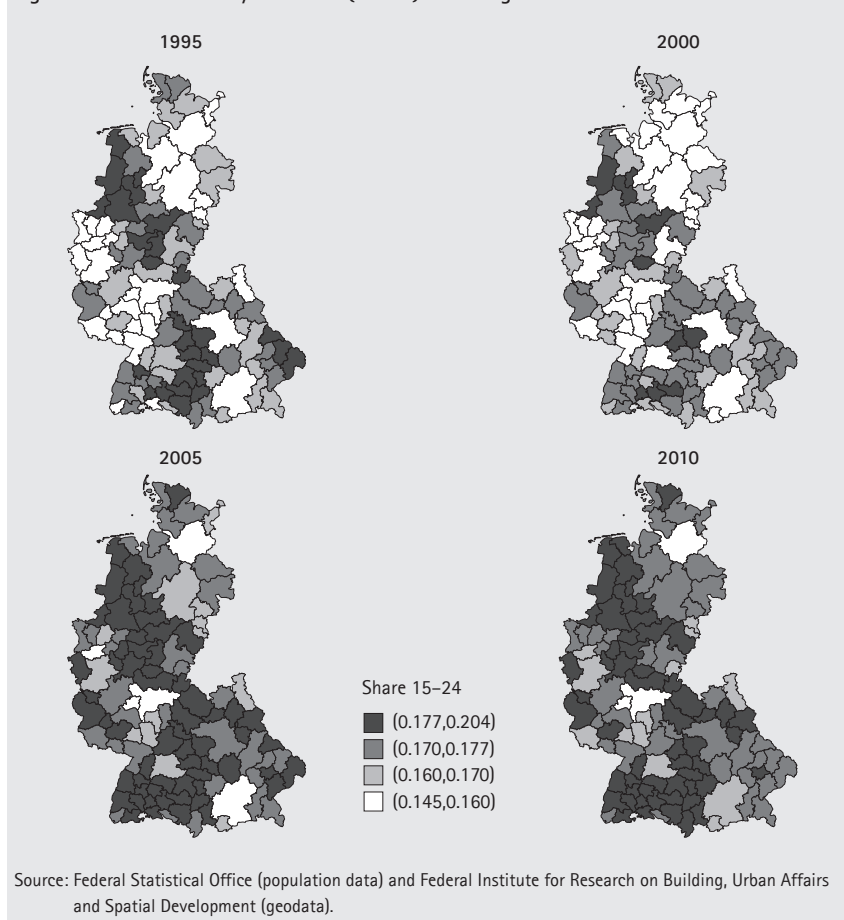 1995
2000
2005
2010
Share 15–24
(0.177,0.204)
(0.170,0.177)
(0.160,0.170)
(0.145,0.160)
Source: Federal Statistical Office (population data) and Federal Institute for Research on Building, Urban Affairs
and Spatial Development (geodata).